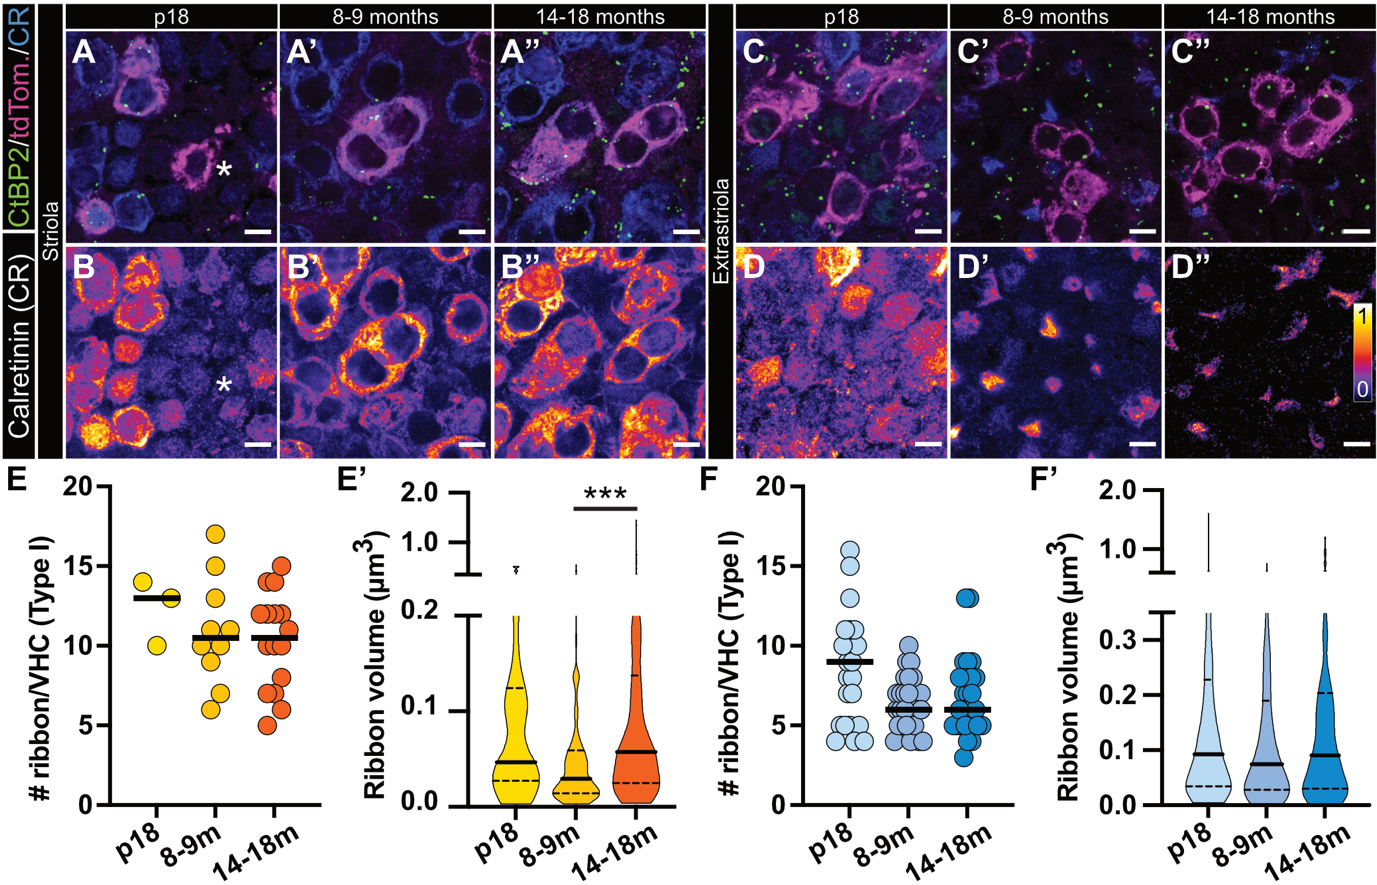 p18 8-9 months 14-18 months p18 8-9 months 14-18 months
CtBP2/tdTom./CR
Striola
Extrastriola
A A’ A” C C’ C”
*
Calretinin (CR)
B B’ B” D D’ D”
*
1
0
E
# ribbon/VHC (Type I)
20
15
10
5
0
p18 8-9m 14-18m
E’
Ribbon volume (µm³)
***
2.0
1.0
0.2
0.1
0.0
p18 8-9m 14-18m
F
# ribbon/VHC (Type I)
20
15
10
5
0
p18 8-9m 14-18m
F’
Ribbon volume (µm³)
2.0
1.0
0.3
0.2
0.1
0.0
p18 8-9m 14-18m